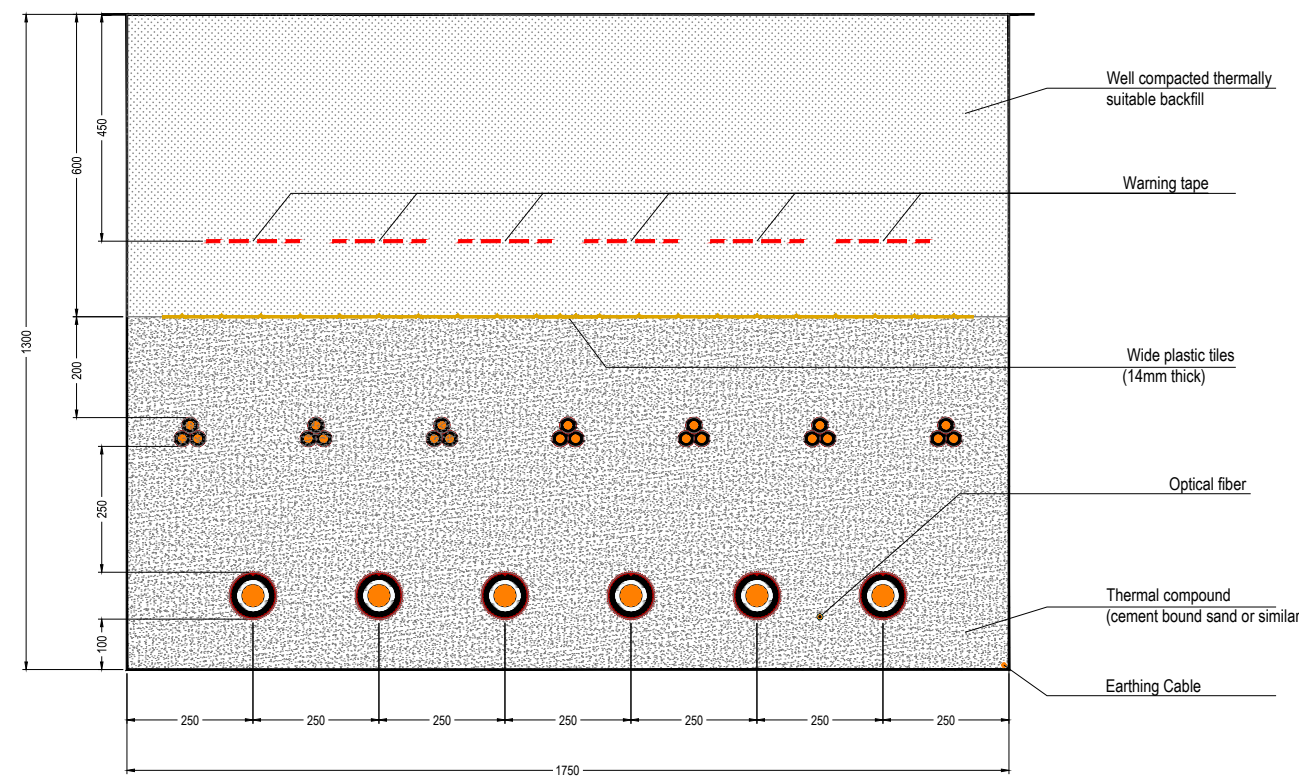 Well compacted thermally
suitable backfill
450
600
Warning tape
1300
Wide plastic tiles
(14mm thick)
200
Optical fiber
250
Thermal compound
(cement bound sand or similar
100
Earthing Cable
250 250 250 250 250 250 250
1750